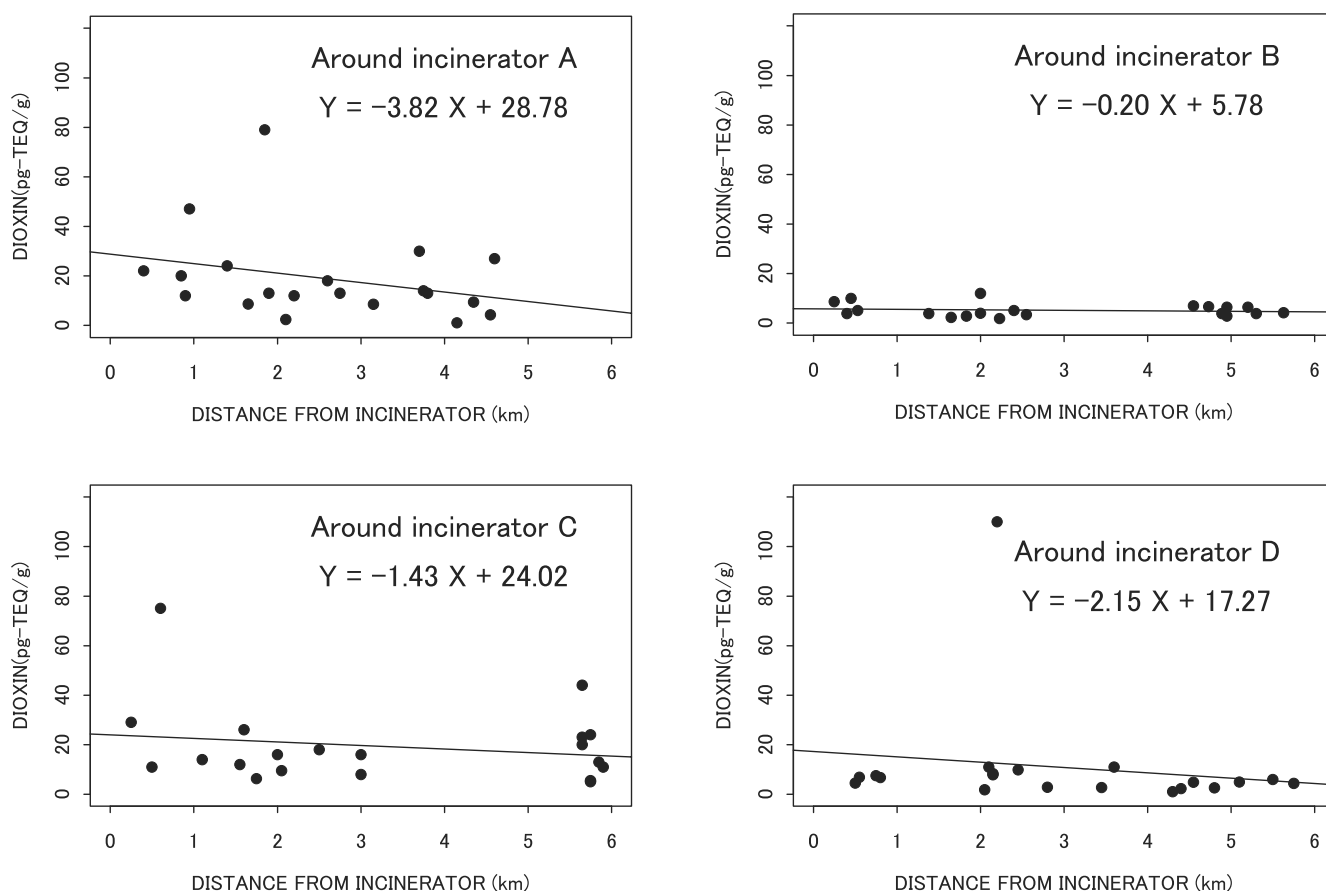 Around incinerator A
Y = −3.82 X + 28.78
DIOXIN(pg−TEQ/g)
0 20 40 60 80 100
0 1 2 3 4 5 6
DISTANCE FROM INCINERATOR (km)
Around incinerator B
Y = −0.20 X + 5.78
DIOXIN(pg−TEQ/g)
0 20 40 60 80 100
0 1 2 3 4 5 6
DISTANCE FROM INCINERATOR (km)
Around incinerator C
Y = −1.43 X + 24.02
DIOXIN(pg−TEQ/g)
0 20 40 60 80 100
0 1 2 3 4 5 6
DISTANCE FROM INCINERATOR (km)
Around incinerator D
Y = −2.15 X + 17.27
DIOXIN(pg−TEQ/g)
0 20 40 60 80 100
0 1 2 3 4 5 6
DISTANCE FROM INCINERATOR (km)